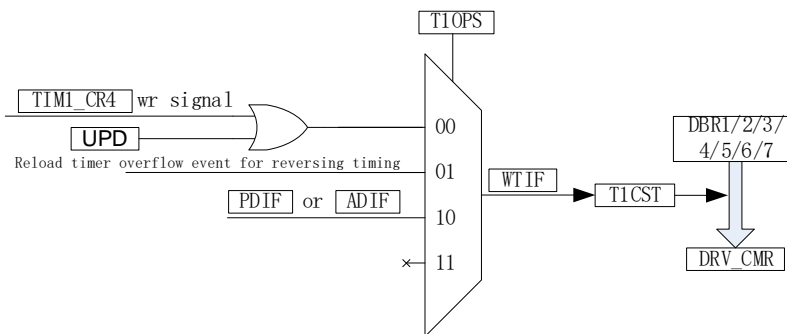 T1OPS
TIM1_CR4 wr signal
UPD
00
Reload timer overflow event for reversing timing
01
PDIF or ADIF
10
11
WTIF
T1CST
DBR1/2/3/
4/5/6/7
DRV_CMR